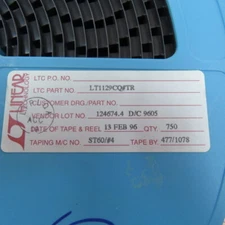 LTC P.O. NO.
LTC PART NO. LT1129CQ#TR
CUSTOMER DRG./PART NO.
VENDOR LOT NO. 124674.4 D/C 9605
DATE OF TAPE & REEL 13 FEB 96 QTY. 750
TAPING M/C NO. ST60/#4 TAPE BY: 477/1078
LINEAR
ACC